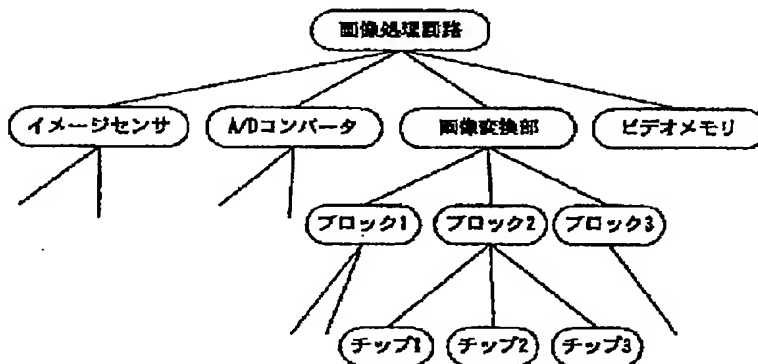 画像処理回路
イメージセンサ
A/Dコンバータ
画像変換部
ビデオメモリ
ブロック1
ブロック2
ブロック3
チップ1
チップ2
チップ3